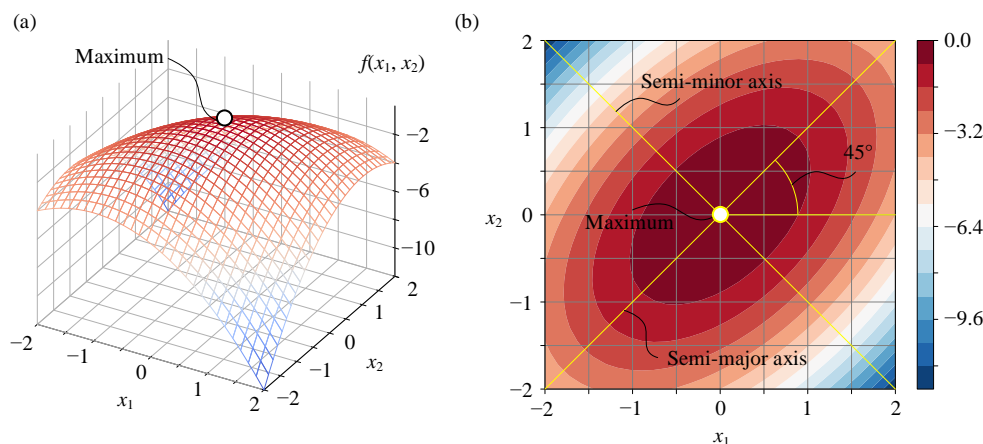 (a)
Maximum
f(x₁, x₂)
−2
−6
−10
−2
−1
0
1
2
x₁
−2
−1
0
1
2
x₂
(b)
2
1
0
−1
−2
x₂
−2
−1
0
1
2
x₁
Semi-minor axis
45°
Maximum
Semi-major axis
0.0
−3.2
−6.4
−9.6